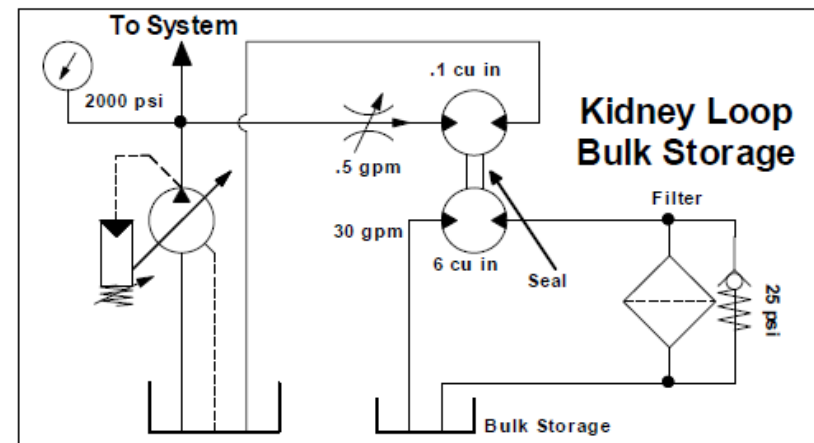 To System
.1 cu in
2000 psi
Kidney Loop
Bulk Storage
.5 gpm
Filter
30 gpm
6 cu in
Seal
25 psi
Bulk Storage